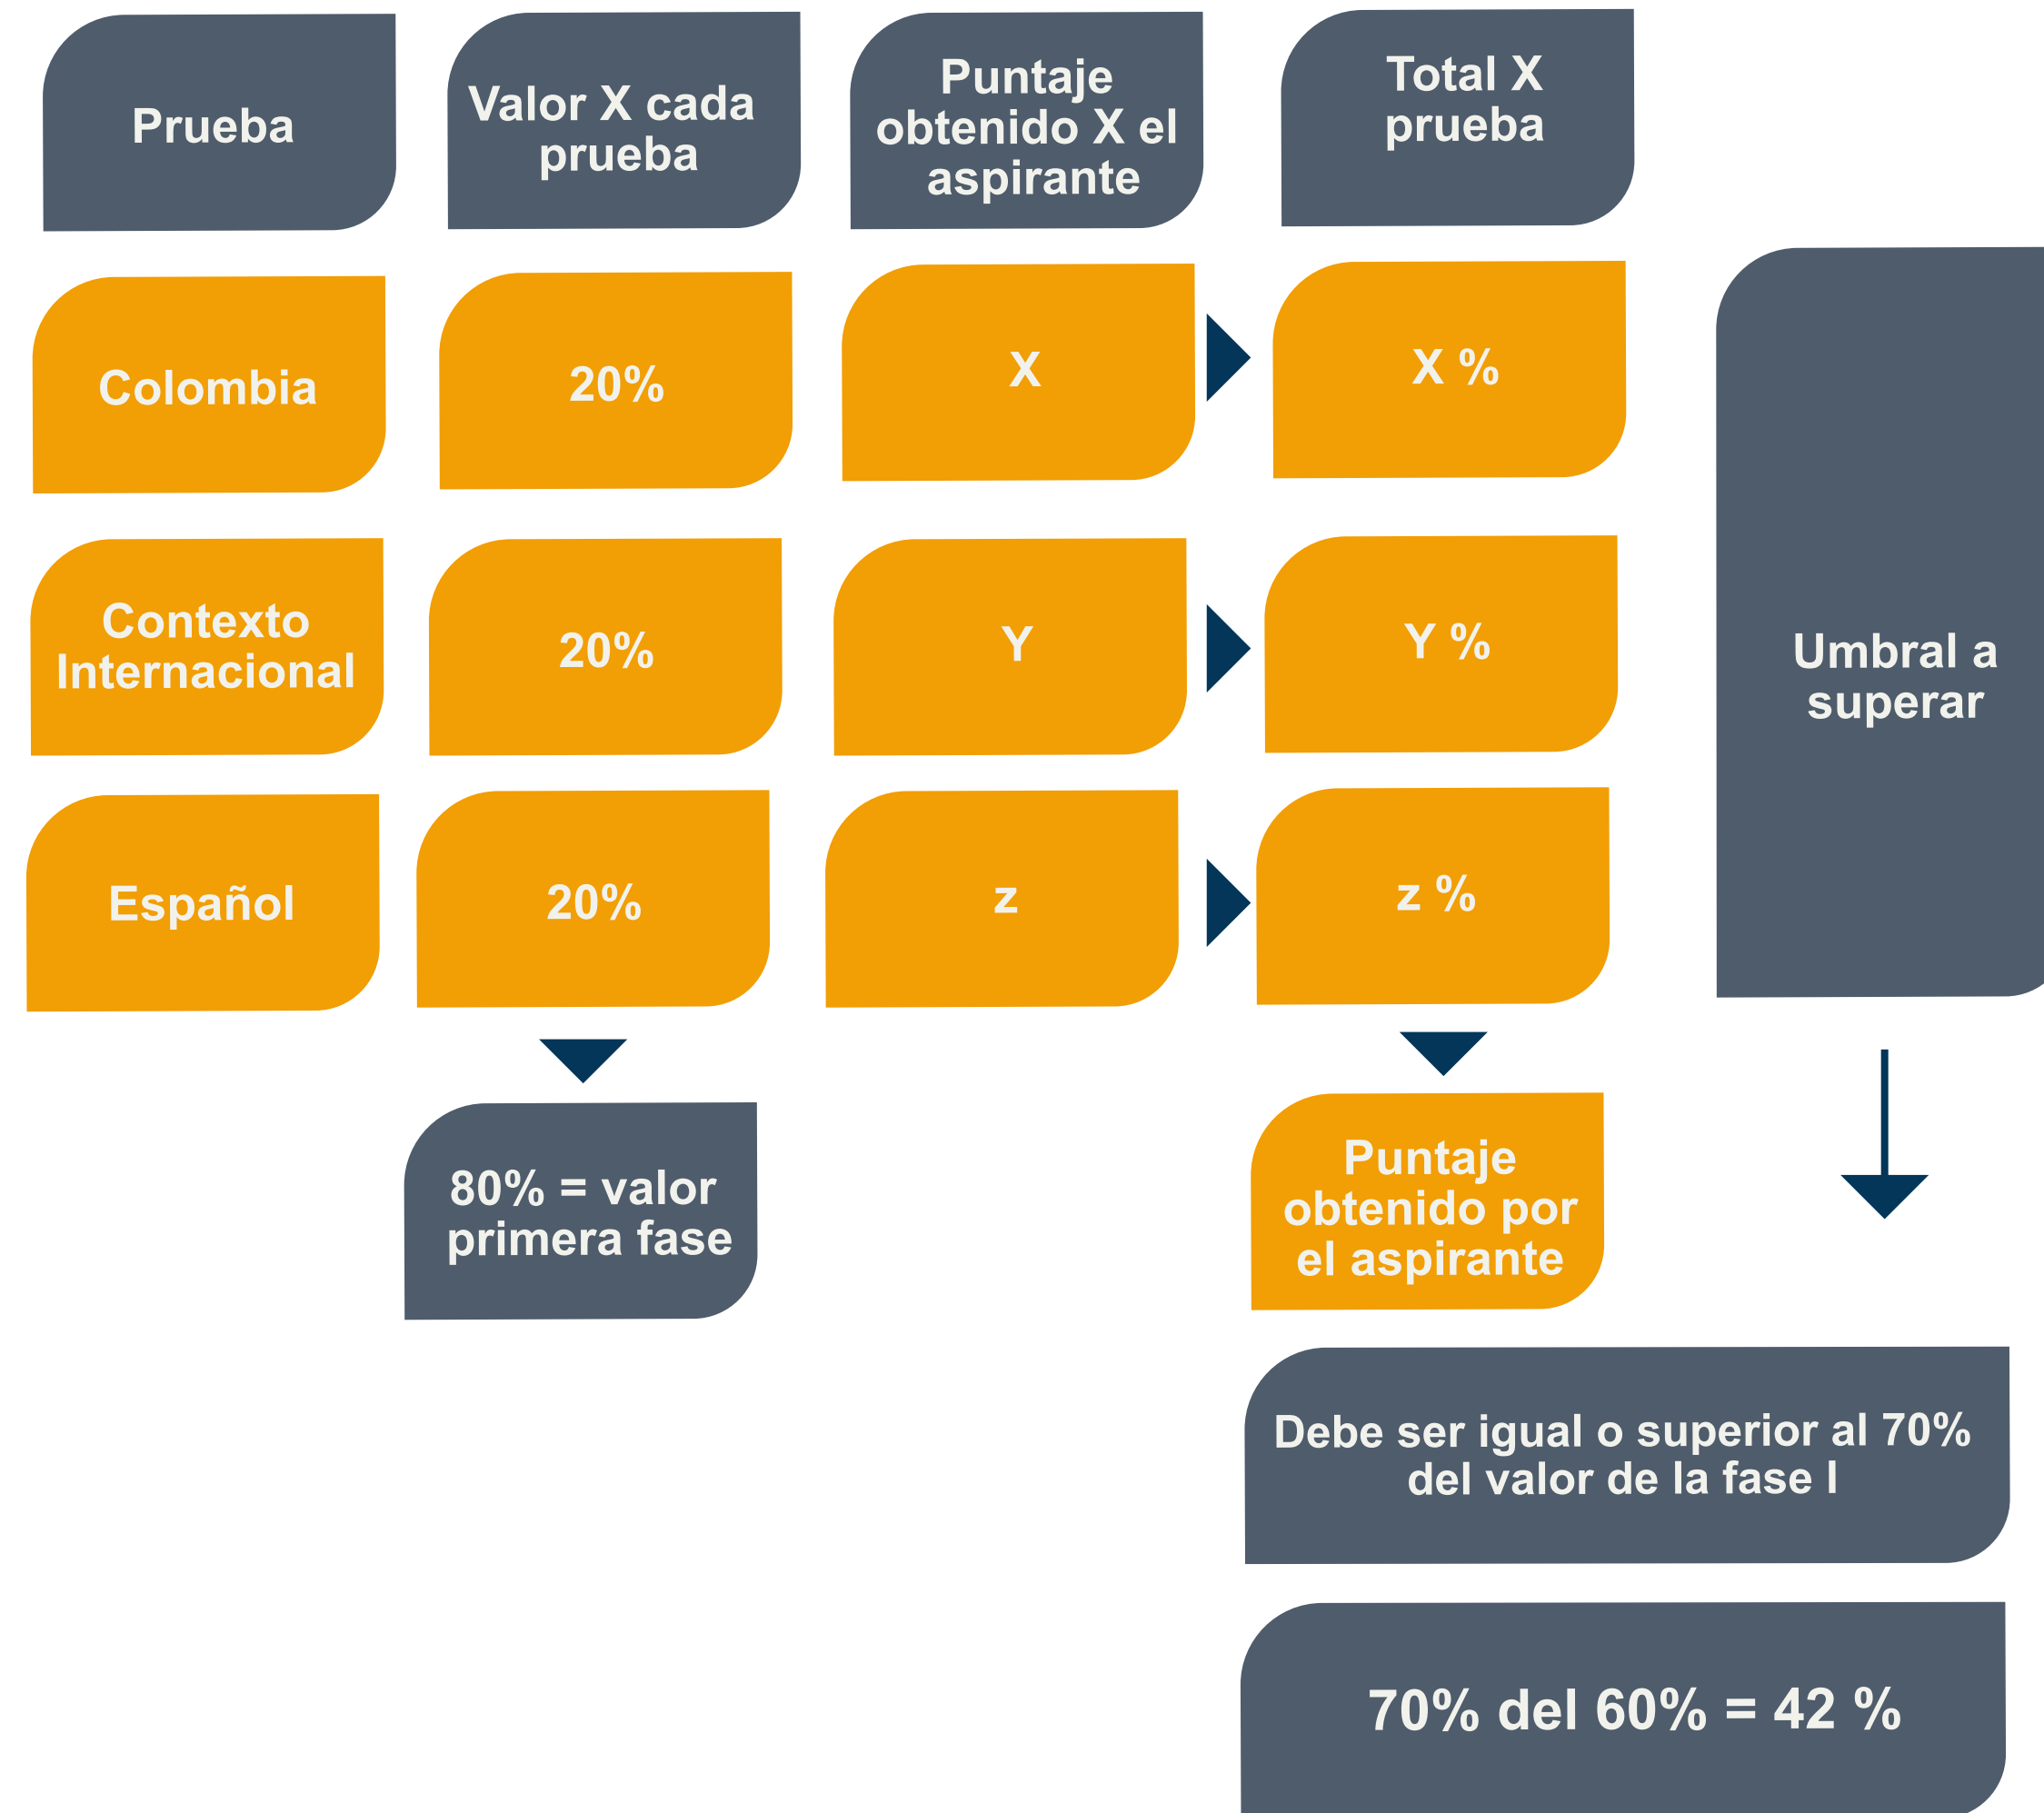 Prueba
Valor X cada
prueba
Puntaje
obtenido X el
aspirante
Total X
prueba
Colombia
20%
X
X %
Contexto
Internacional
20%
Y
Y %
Umbral a
superar
Español
20%
z
z %
80% = valor
primera fase
Puntaje
obtenido por
el aspirante
Debe ser igual o superior al 70%
del valor de la fase I
70% del 60% = 42 %